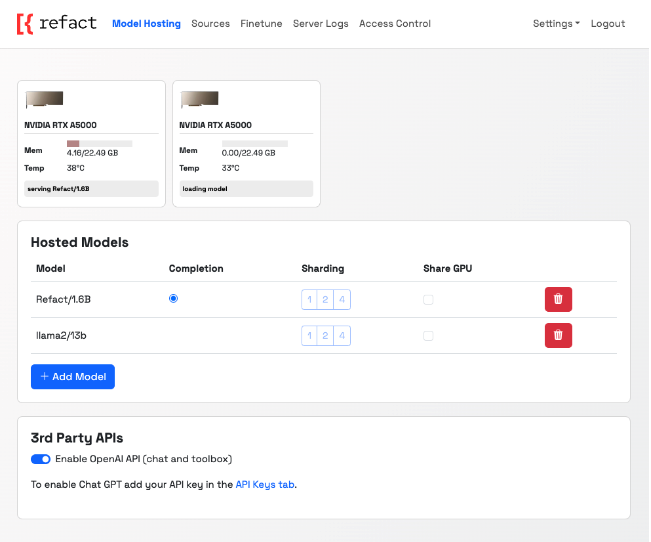 refact Model Hosting Sources Finetune Server Logs Access Control Settings Logout
NVIDIA RTX A5000
Mem
4.16/22.49 GB
Temp 38°C
serving Refact/1.6B
NVIDIA RTX A5000
Mem
0.00/22.49 GB
Temp 33°C
loading model
Hosted Models
Model Completion Sharding Share GPU
Refact/1.6B 1 2 4
llama2/13b 1 2 4
+ Add Model
3rd Party APIs
Enable OpenAI API (chat and toolbox)
To enable Chat GPT add your API key in the API Keys tab.